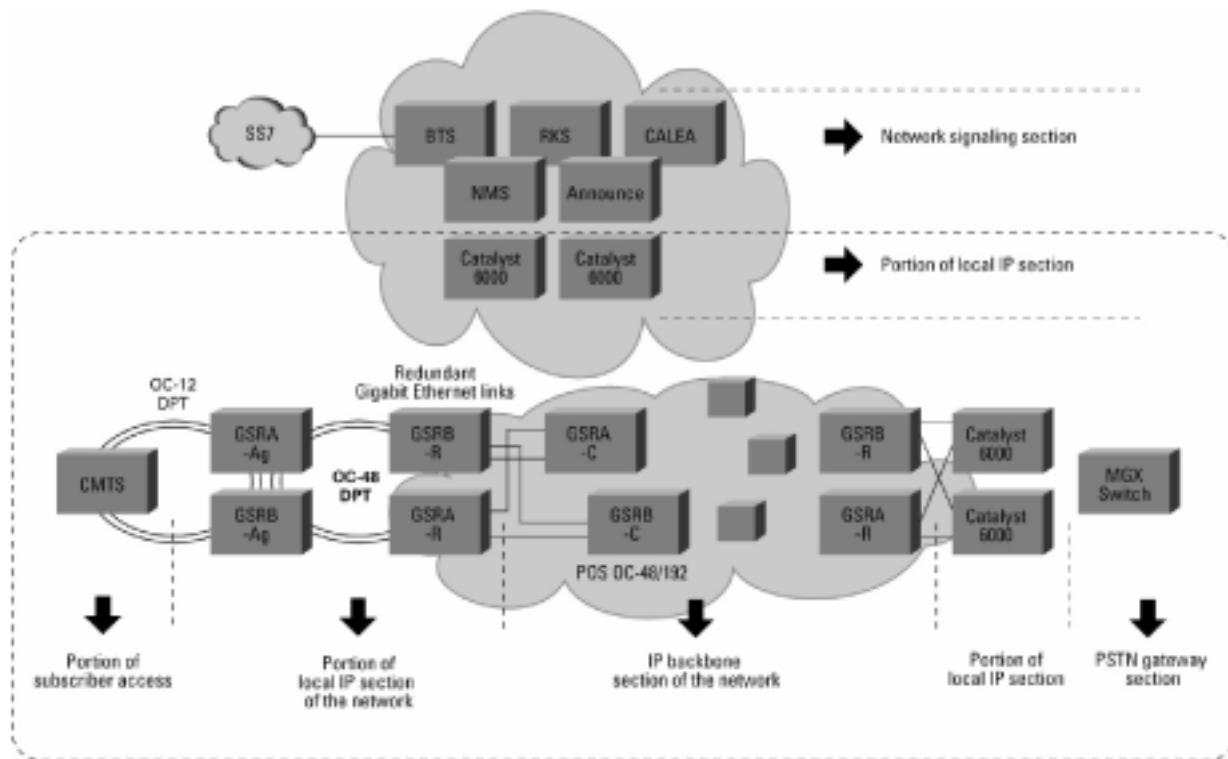 SS7
BTS
RKS
CALEA
Network signaling section
NMS
Announce
Catalyst
6000
Catalyst
6000
Portion of local IP section
OC-12
DPT
Redundant
Gigabit Ethernet links
CMTS
GSRA
-Ag
GSRB
-Ag
OC-48
DPT
GSRB
-R
GSRA
-R
GSRA
-C
GSRB
-C
POS OC-48/192
GSRB
-R
GSRA
-R
Catalyst
6000
Catalyst
6000
MGX
Switch
Portion of
subscriber access
Portion of
local IP section
of the network
IP backbone
section of the network
Portion of
local IP section
PSTN gateway
section